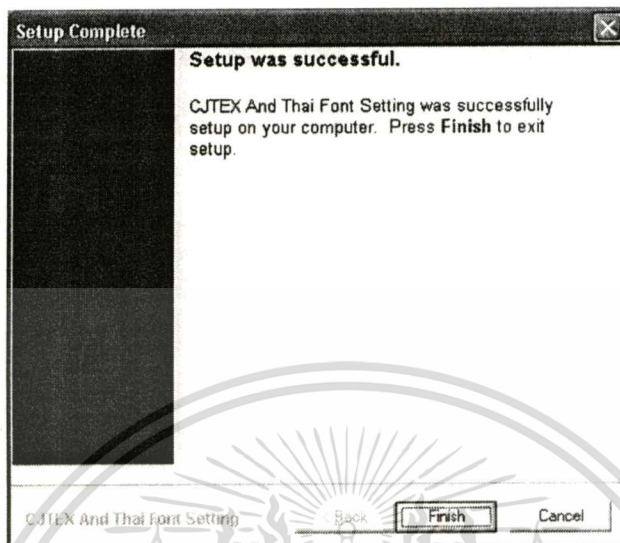 Setup Complete
Setup was successful.
CJTEX And Thai Font Setting was successfully
setup on your computer. Press Finish to exit
setup.
CJTEX And Thai Font Setting
< Back
Finish
Cancel